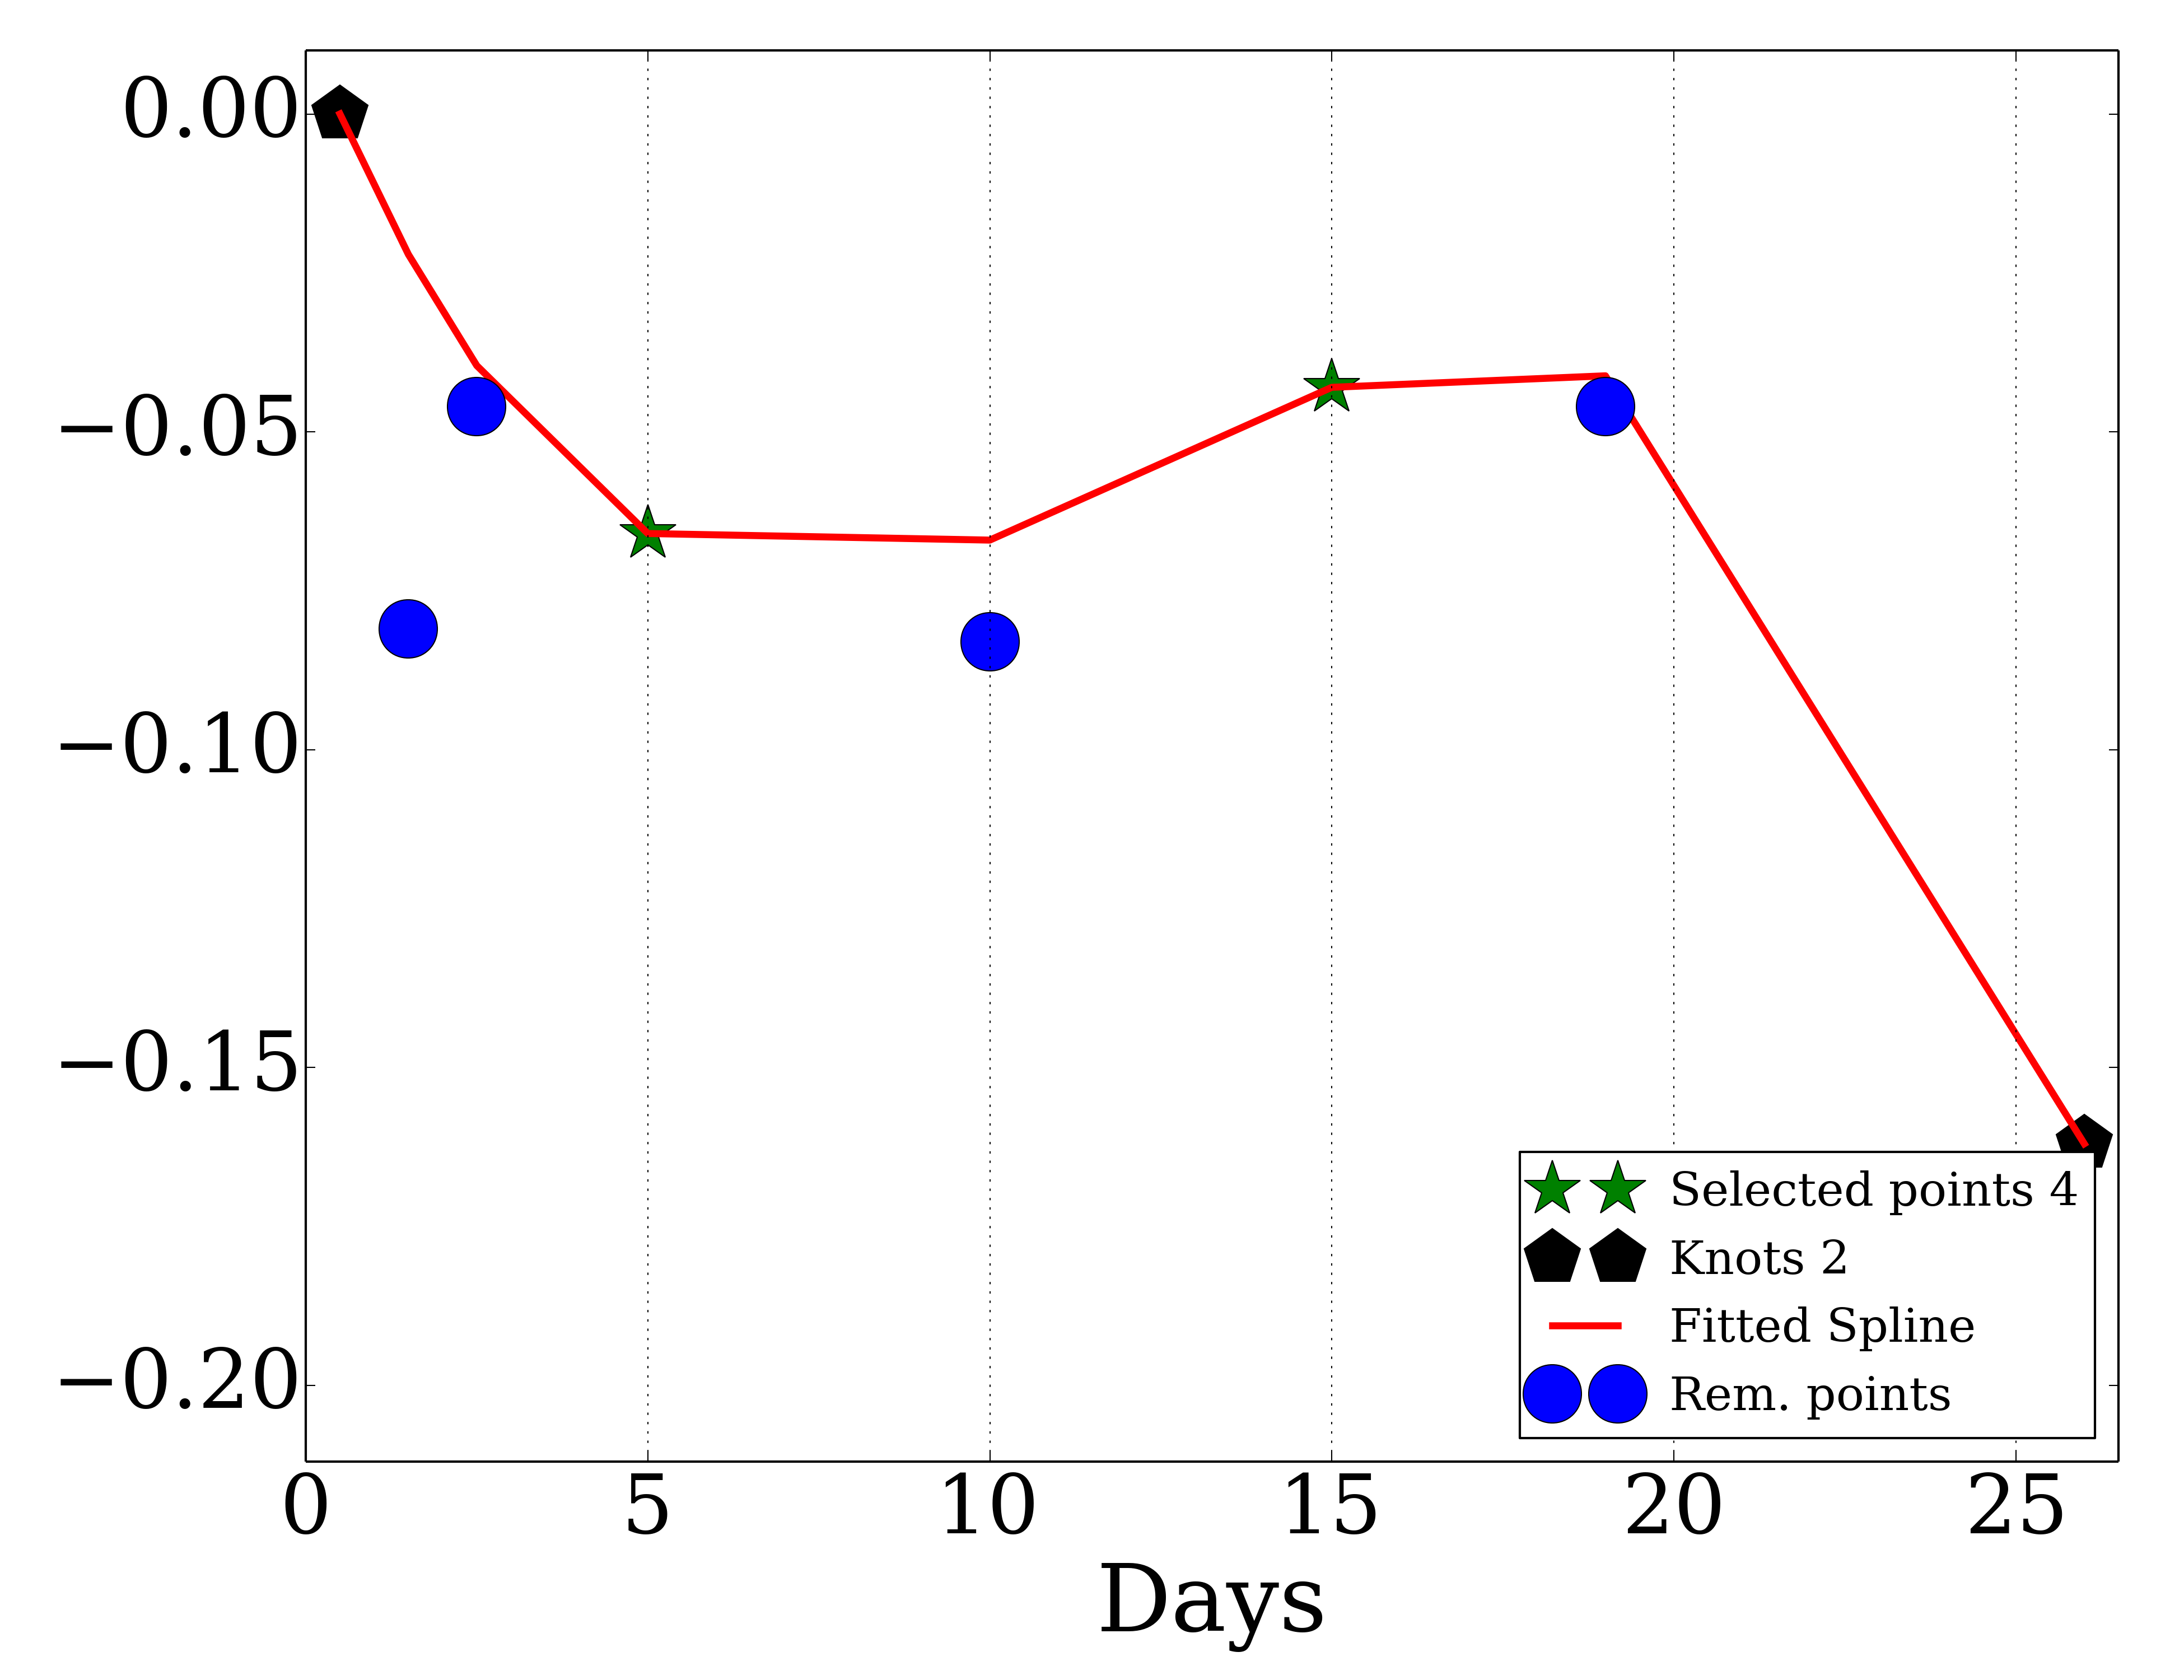 0.00
−0.05
−0.10
−0.15
−0.20
0 5 10 15 20 25
Days
Selected points 4
Knots 2
Fitted Spline
Rem. points